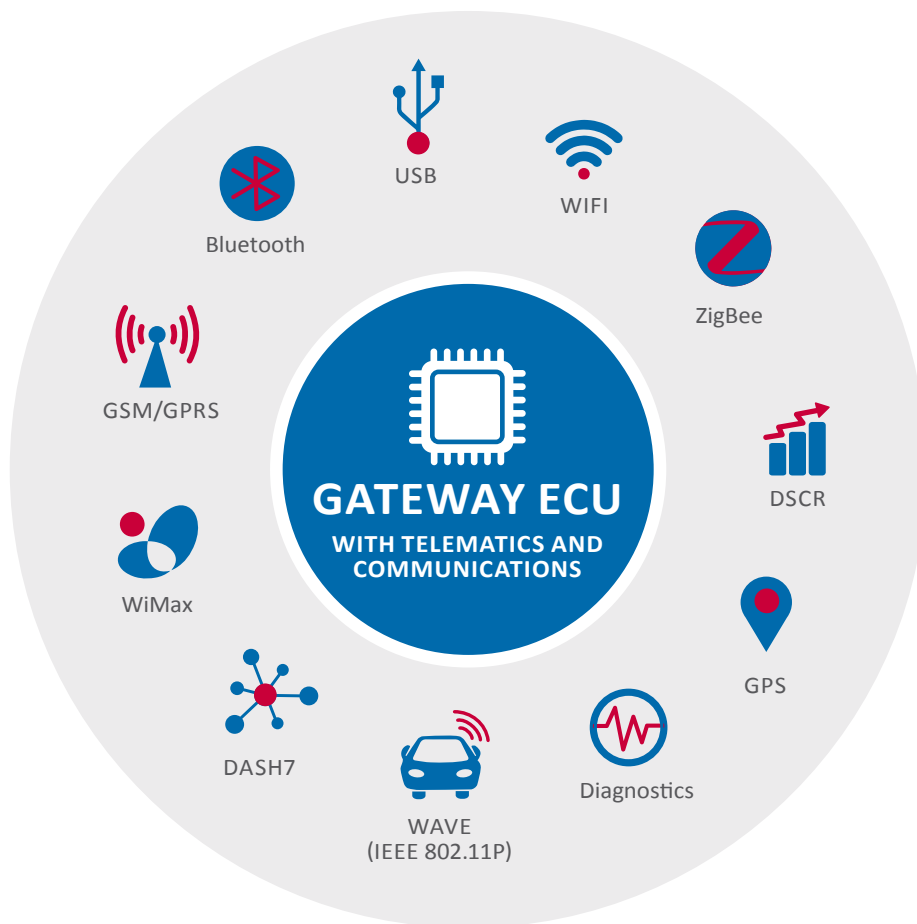 USB
WIFI
Bluetooth
ZigBee
GSM/GPRS
GATEWAY ECU
WITH TELEMATICS AND
COMMUNICATIONS
DSCR
WiMax
GPS
DASH7
Diagnostics
WAVE
(IEEE 802.11P)